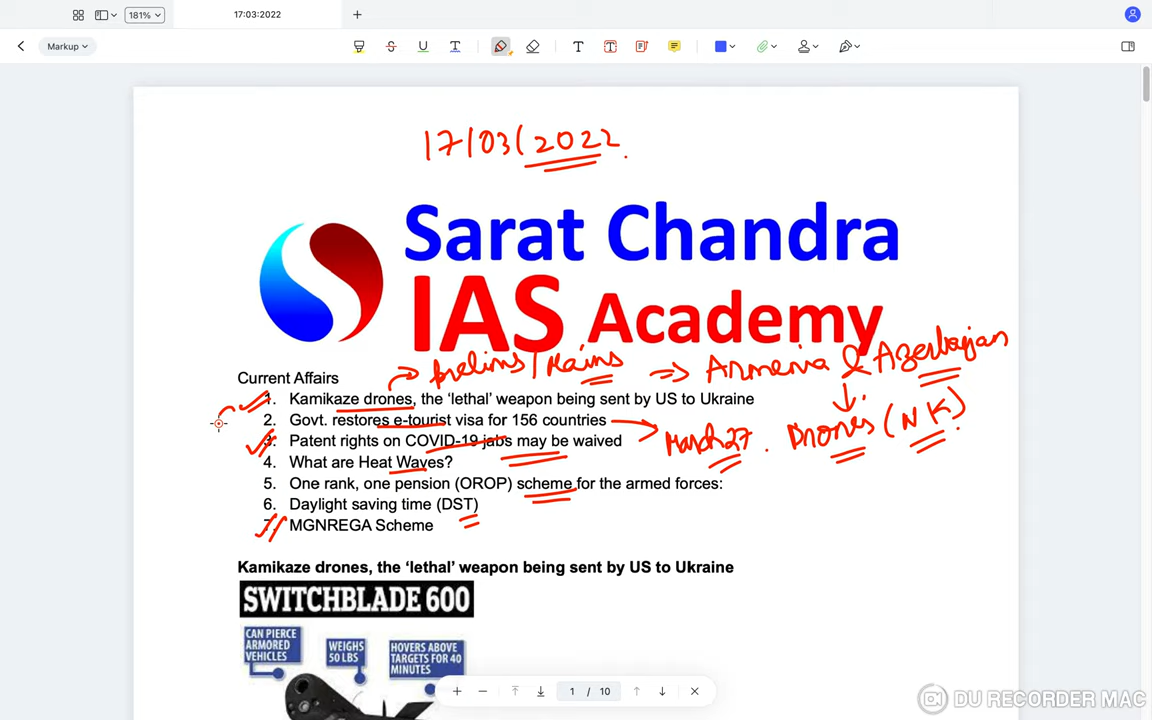 181%
17:03:2022
Markup
17/03/2022.
Sarat Chandra
IAS Academy
Prelims/Mains => Armenia & Azerbaijan
Current Affairs
1. Kamikaze drones, the ‘lethal’ weapon being sent by US to Ukraine
2. Govt. restores e-tourist visa for 156 countries
March 27. Drones (NK)
3. Patent rights on COVID-19 jabs may be waived
4. What are Heat Waves?
5. One rank, one pension (OROP) scheme for the armed forces:
6. Daylight saving time (DST)
7. MGNREGA Scheme
Kamikaze drones, the ‘lethal’ weapon being sent by US to Ukraine
SWITCHBLADE 600
CAN PIERCE ARMORED VEHICLES
WEIGHS 50 LBS
HOVERS ABOVE TARGETS FOR 40 MINUTES
1 / 10
DU RECORDER MAC